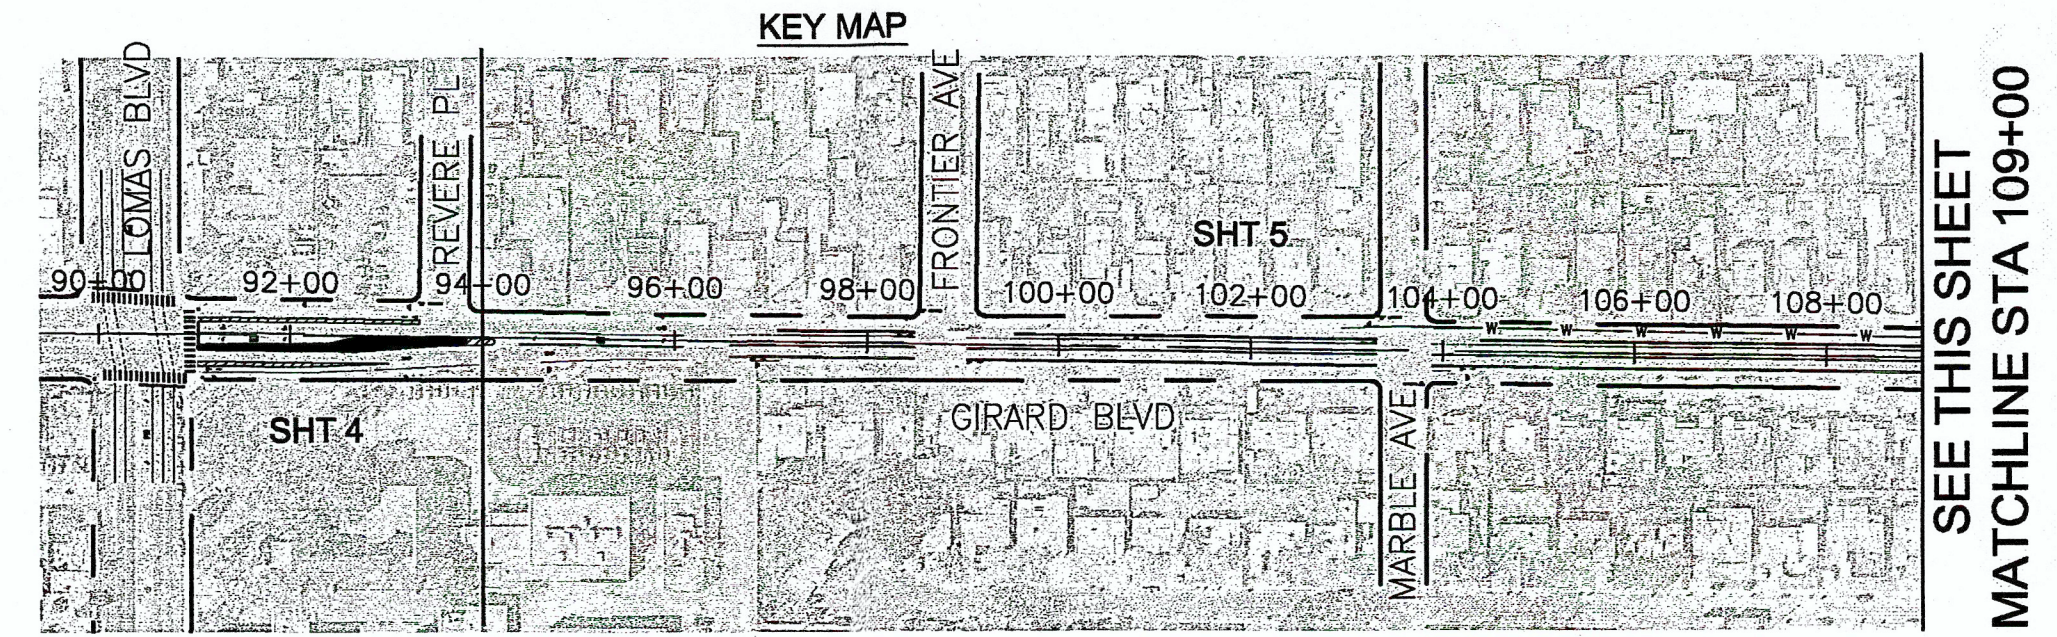 KEY MAP
LOMAS BLVD
REVERE PL
FRONTIER AVE
SHT 5
90+00
92+00
94+00
96+00
98+00
100+00
102+00
104+00
106+00
108+00
W W W W W W
SHT 4
GIRARD BLVD
MARBLE AVE
SEE THIS SHEET
MATCHLINE STA 109+00